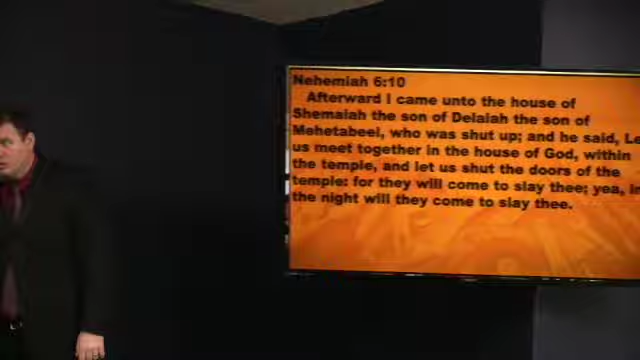 Nehemiah 6:10
Afterward I came unto the house of
Shemaiah the son of Delaiah the son of
Mehetabeel, who was shut up; and he said, Le
us meet together in the house of God, within
the temple, and let us shut the doors of the
temple: for they will come to slay thee; yea, in
the night will they come to slay thee.